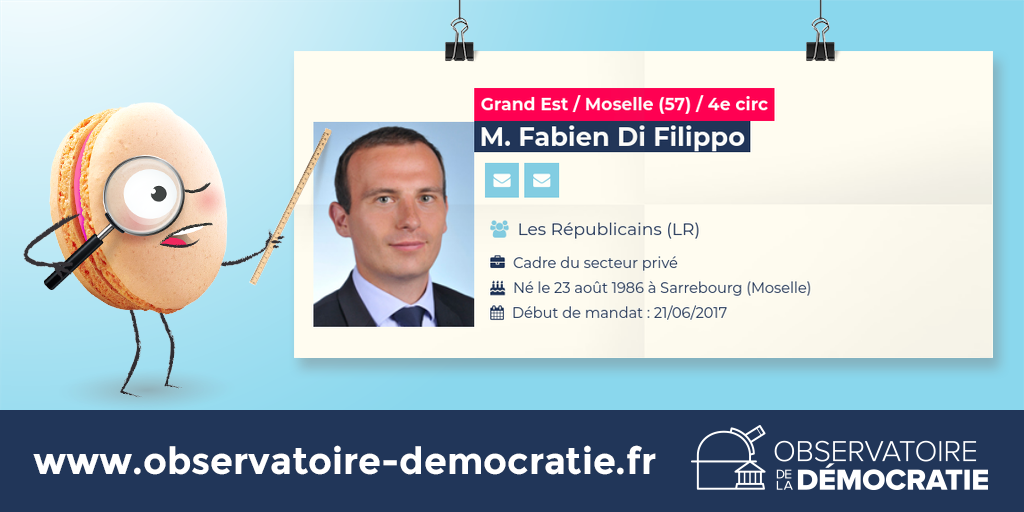 Grand Est / Moselle (57) / 4e circ
M. Fabien Di Filippo
Les Républicains (LR)
Cadre du secteur privé
Né le 23 août 1986 à Sarrebourg (Moselle)
Début de mandat : 21/06/2017
www.observatoire-democratie.fr
OBSERVATOIRE
DE LA DÉMOCRATIE